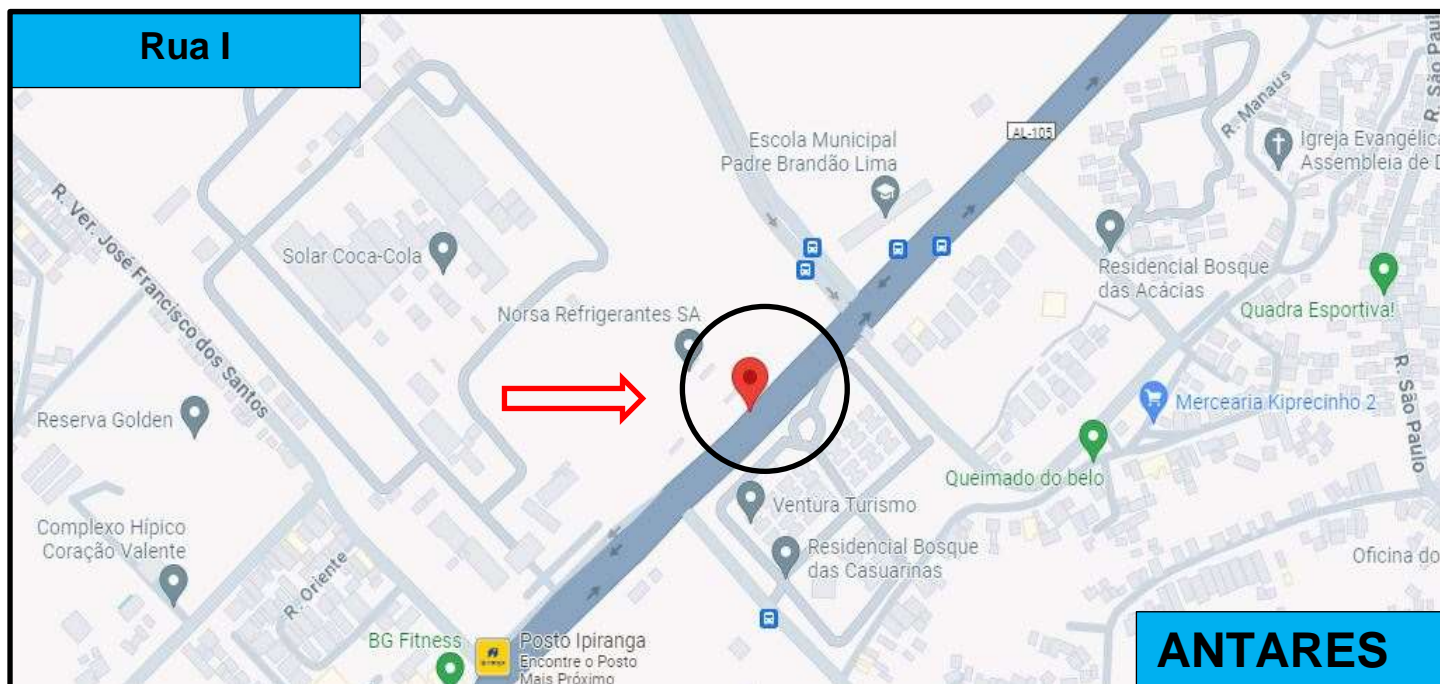 Rua I
R. Ver. José Francisco dos Santos
Solar Coca-Cola
Escola Municipal
Padre Brandão Lima
AL-105
R. Manaus
R. São Paul
Igreja Evangélica
Assembleia de D
Norsa Refrigerantes SA
Residencial Bosque
das Acácias
Quadra Esportiva!
Reserva Golden
Mercearia Kiprecinho 2
R. São Paulo
Queimado do belo
Ventura Turismo
Complexo Hípico
Coração Valente
Residencial Bosque
das Casuarinas
Oficina do
R. Oriente
BG Fitness
Posto Ipiranga
Encontre o Posto
Mais Próximo
ANTARES